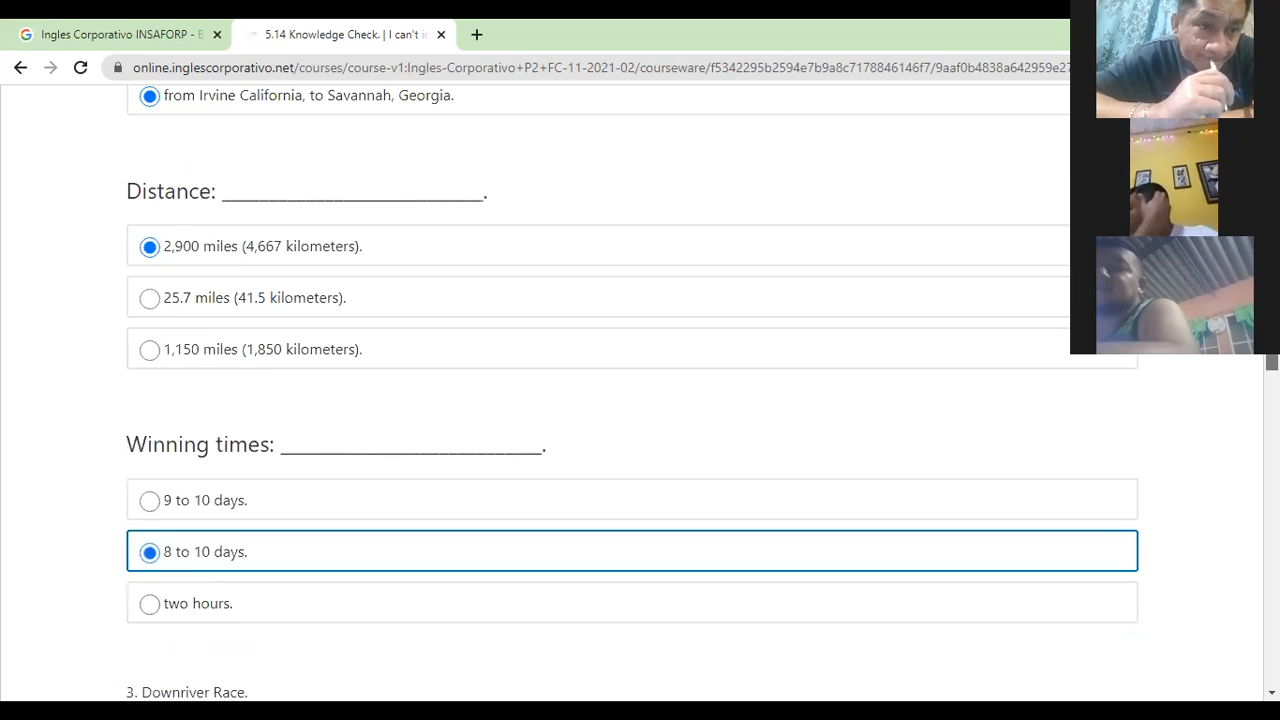 Ingles Corporativo INSAFORP -
5.14 Knowledge Check. | I can't
online.inglescorporativo.net/courses/course-v1:Ingles-Corporativo+P2+FC-11-2021-02/courseware/f5342295b2594e7b9a8c7178846146f7/9aaf0b4838a642959e27
from Irvine California, to Savannah, Georgia.
Distance: ___________________________.
2,900 miles (4,667 kilometers).
25.7 miles (41.5 kilometers).
1,150 miles (1,850 kilometers).
Winning times: ___________________________.
9 to 10 days.
8 to 10 days.
two hours.
3. Downriver Race.